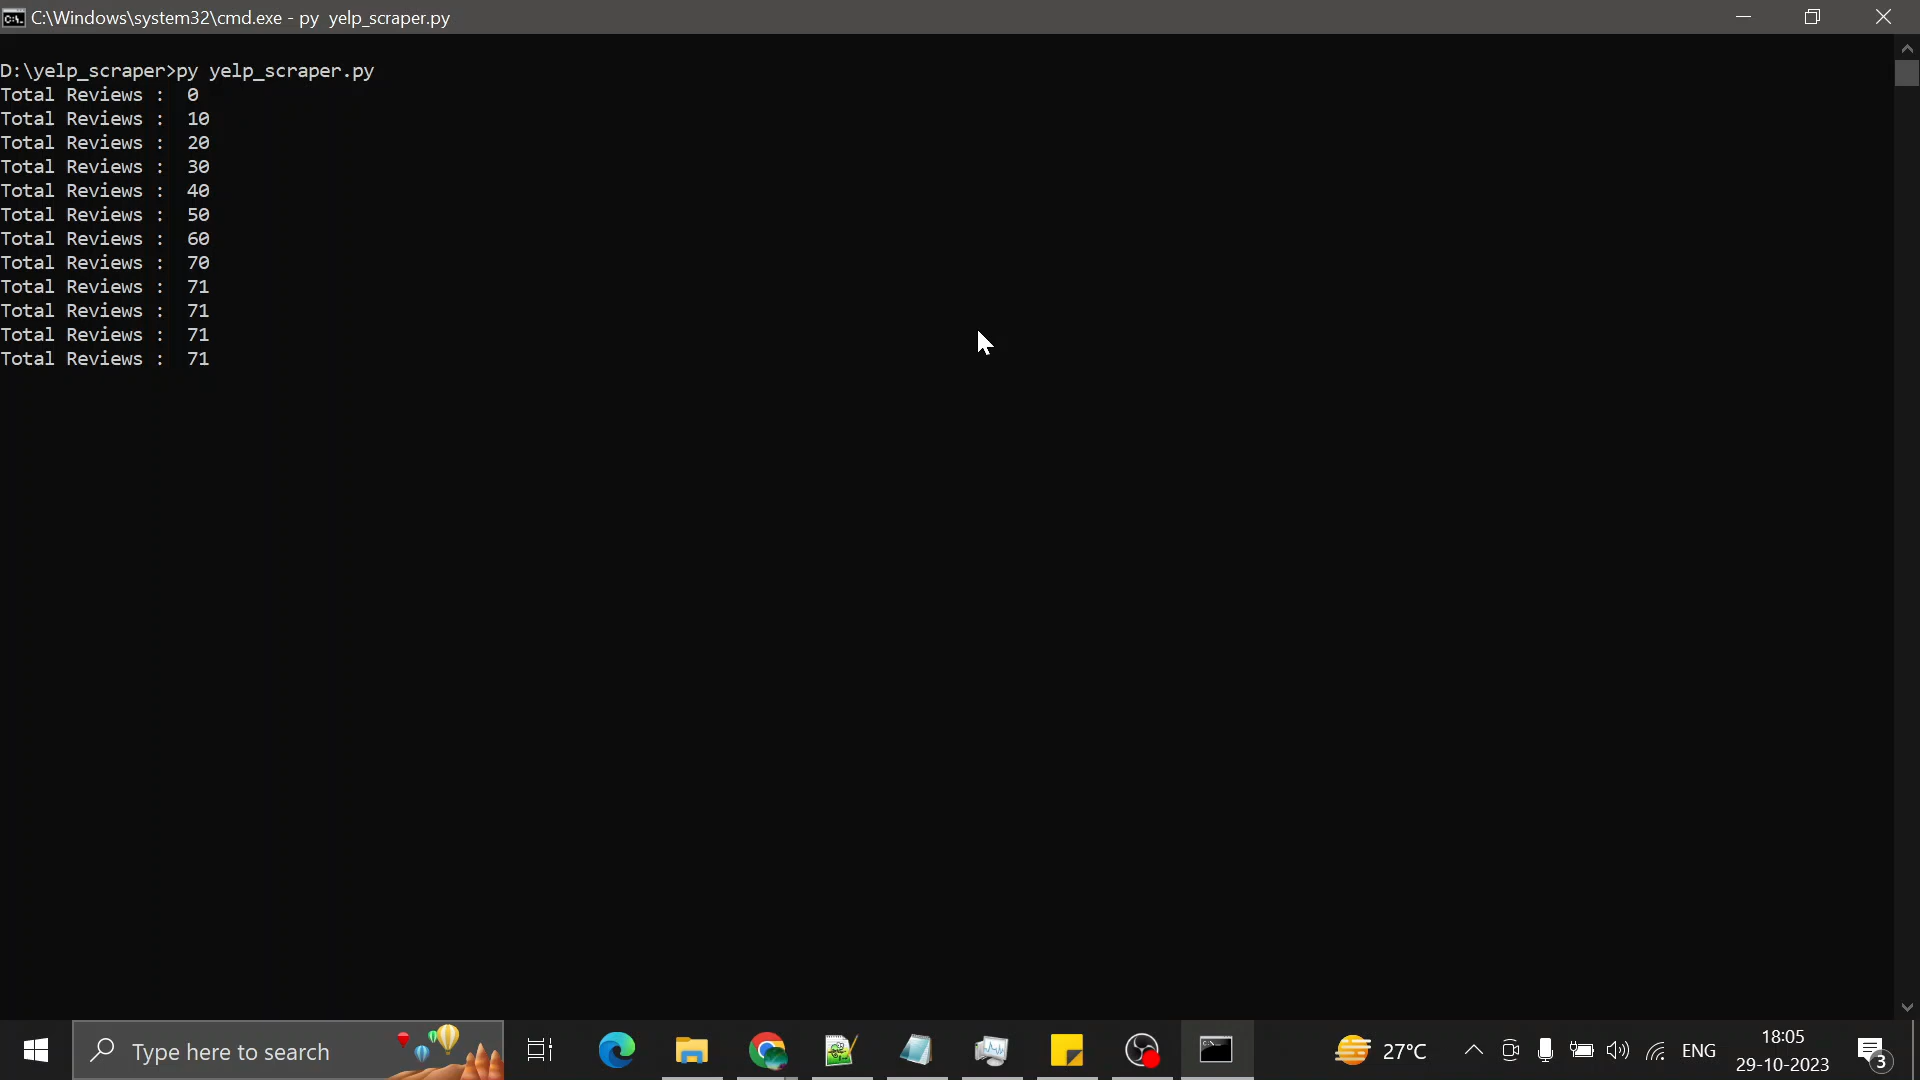 C:\Windows\system32\cmd.exe - py  yelp_scraper.py
D:\yelp_scraper>py yelp_scraper.py
Total Reviews :  0
Total Reviews :  10
Total Reviews :  20
Total Reviews :  30
Total Reviews :  40
Total Reviews :  50
Total Reviews :  60
Total Reviews :  70
Total Reviews :  71
Total Reviews :  71
Total Reviews :  71
Total Reviews :  71
Type here to search
27°C
ENG
18:05
29-10-2023
3